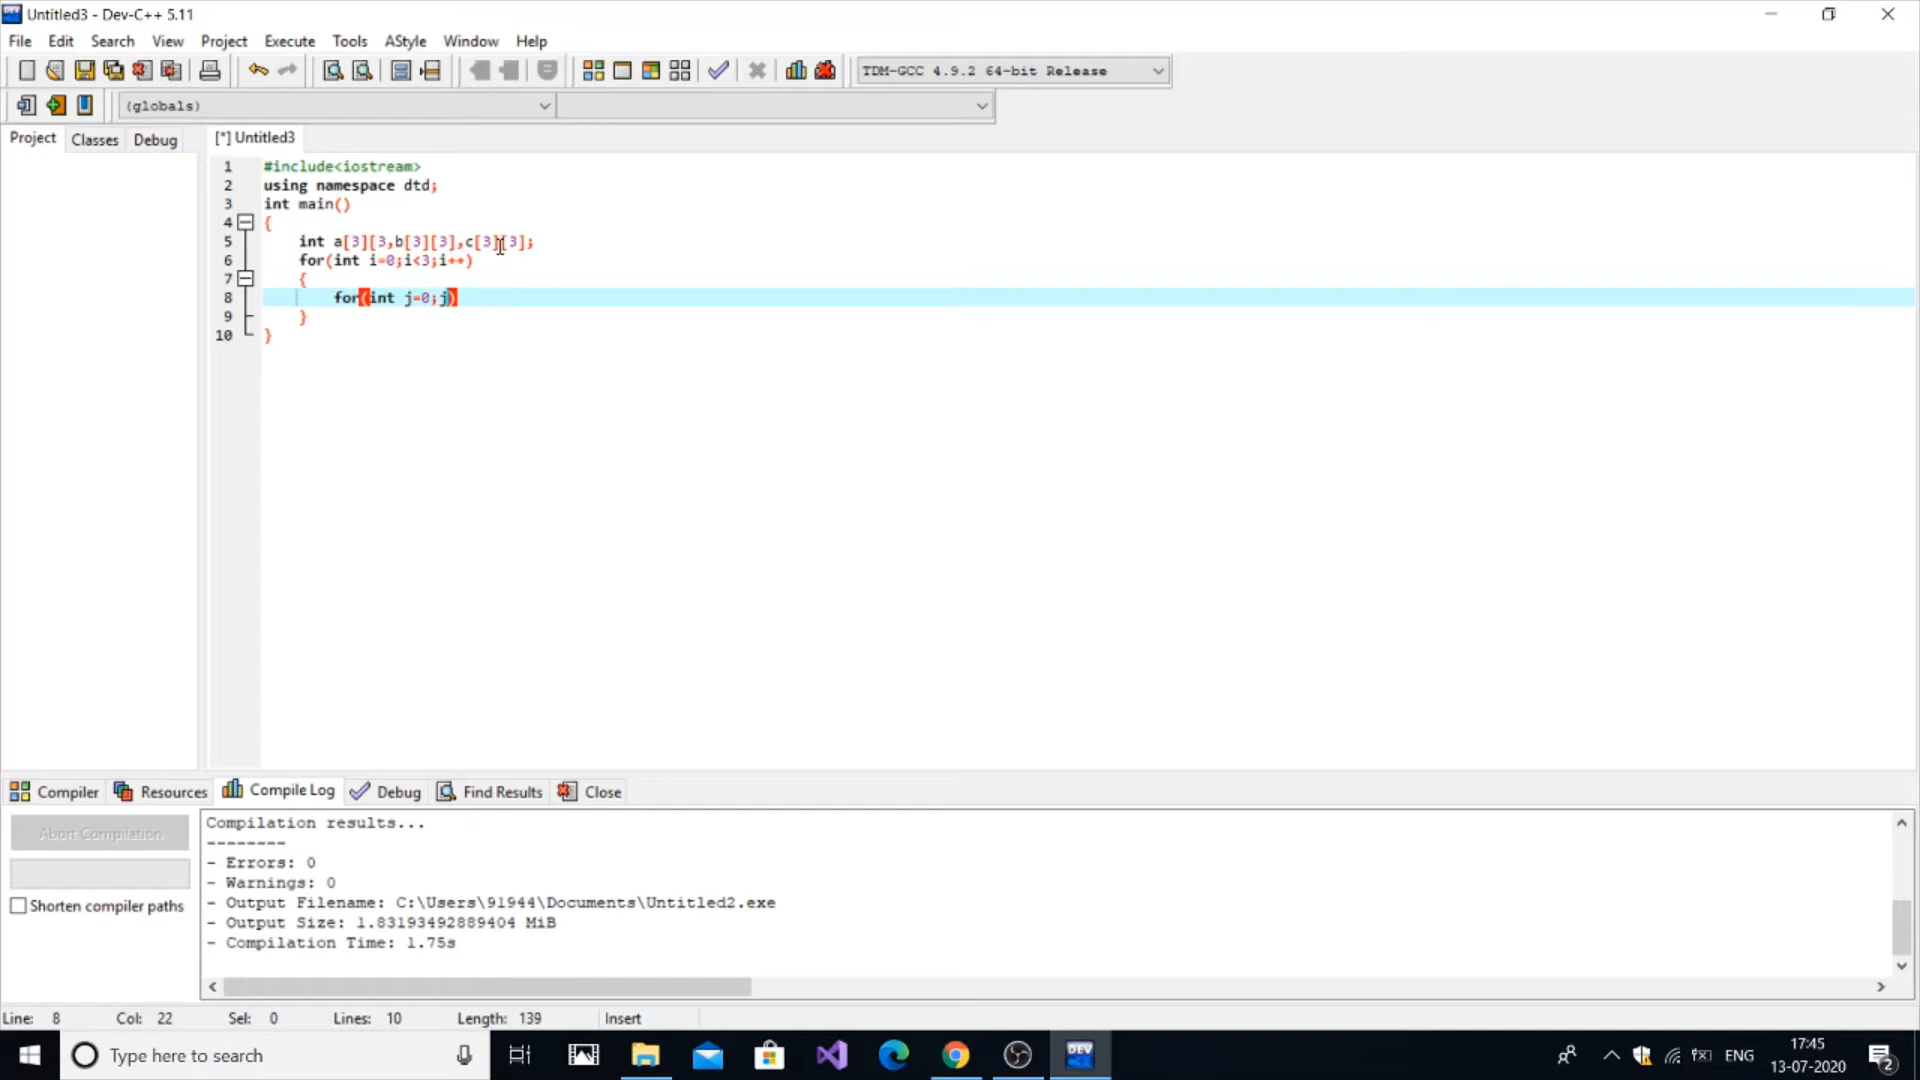 Untitled3 - Dev-C++ 5.11
File Edit Search View Project Execute Tools AStyle Window Help
TDM-GCC 4.9.2 64-bit Release
(globals)
Project Classes Debug [*] Untitled3
1 #include<iostream>
2 using namespace dtd;
3 int main()
4 {
5 int a[3][3,b[3][3],c[3][3];
6 for(int i=0;i<3;i++)
7 {
8 for(int j=0;j)
9 }
10 }
Compiler Resources Compile Log Debug Find Results Close
Abort Compilation
Shorten compiler paths
Compilation results...
--------
- Errors: 0
- Warnings: 0
- Output Filename: C:\Users\91944\Documents\Untitled2.exe
- Output Size: 1.83193492889404 MiB
- Compilation Time: 1.75s
Line: 8 Col: 22 Sel: 0 Lines: 10 Length: 139 Insert
Type here to search
DEV
ENG
17:45
13-07-2020
2